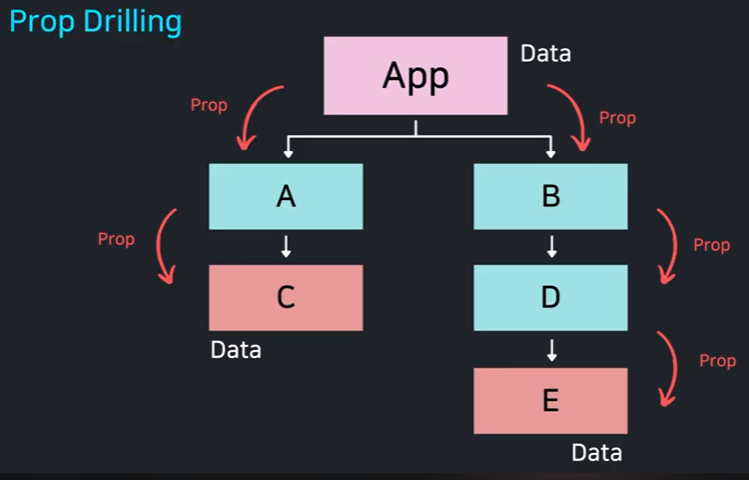 Prop Drilling
Data
App
Prop
Prop
A
B
Prop
Prop
C
D
Data
Prop
E
Data